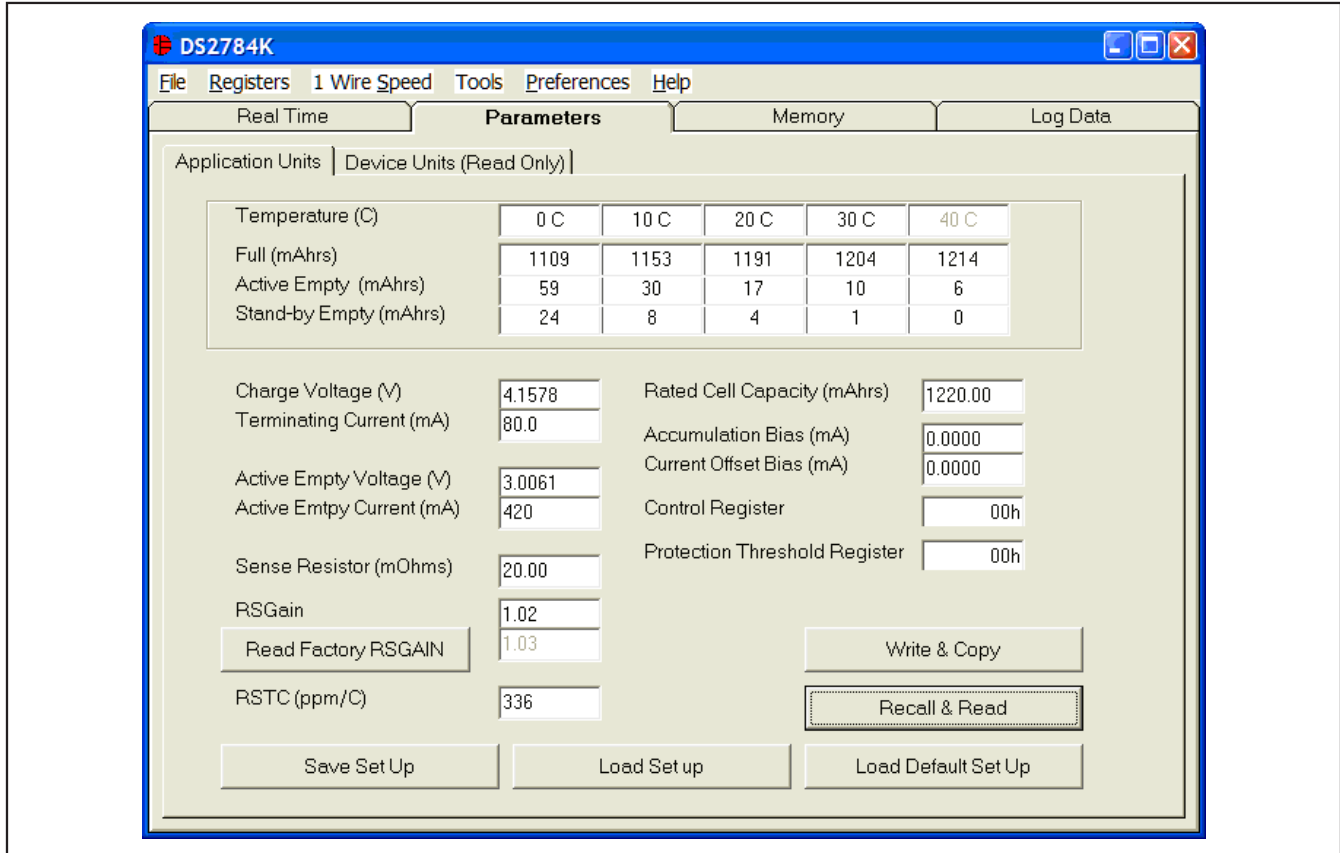 DS2784K
File Registers 1 Wire Speed Tools Preferences Help
Real Time Parameters Memory Log Data
Application Units Device Units (Read Only)
Temperature (C) 0 C 10 C 20 C 30 C 40 C
Full (mAhrs) 1109 1153 1191 1204 1214
Active Empty (mAhrs) 59 30 17 10 6
Stand-by Empty (mAhrs) 24 8 4 1 0
Charge Voltage (V) 4.1578 Rated Cell Capacity (mAhrs) 1220.00
Terminating Current (mA) 80.0
Accumulation Bias (mA) 0.0000
Current Offset Bias (mA) 0.0000
Active Empty Voltage (V) 3.0061
Active Emtpy Current (mA) 420 Control Register 00h
Protection Threshold Register 00h
Sense Resistor (mOhms) 20.00
RSGain 1.02
Read Factory RSGAIN 1.03 Write & Copy
RSTC (ppm/C) 336 Recall & Read
Save Set Up Load Set up Load Default Set Up